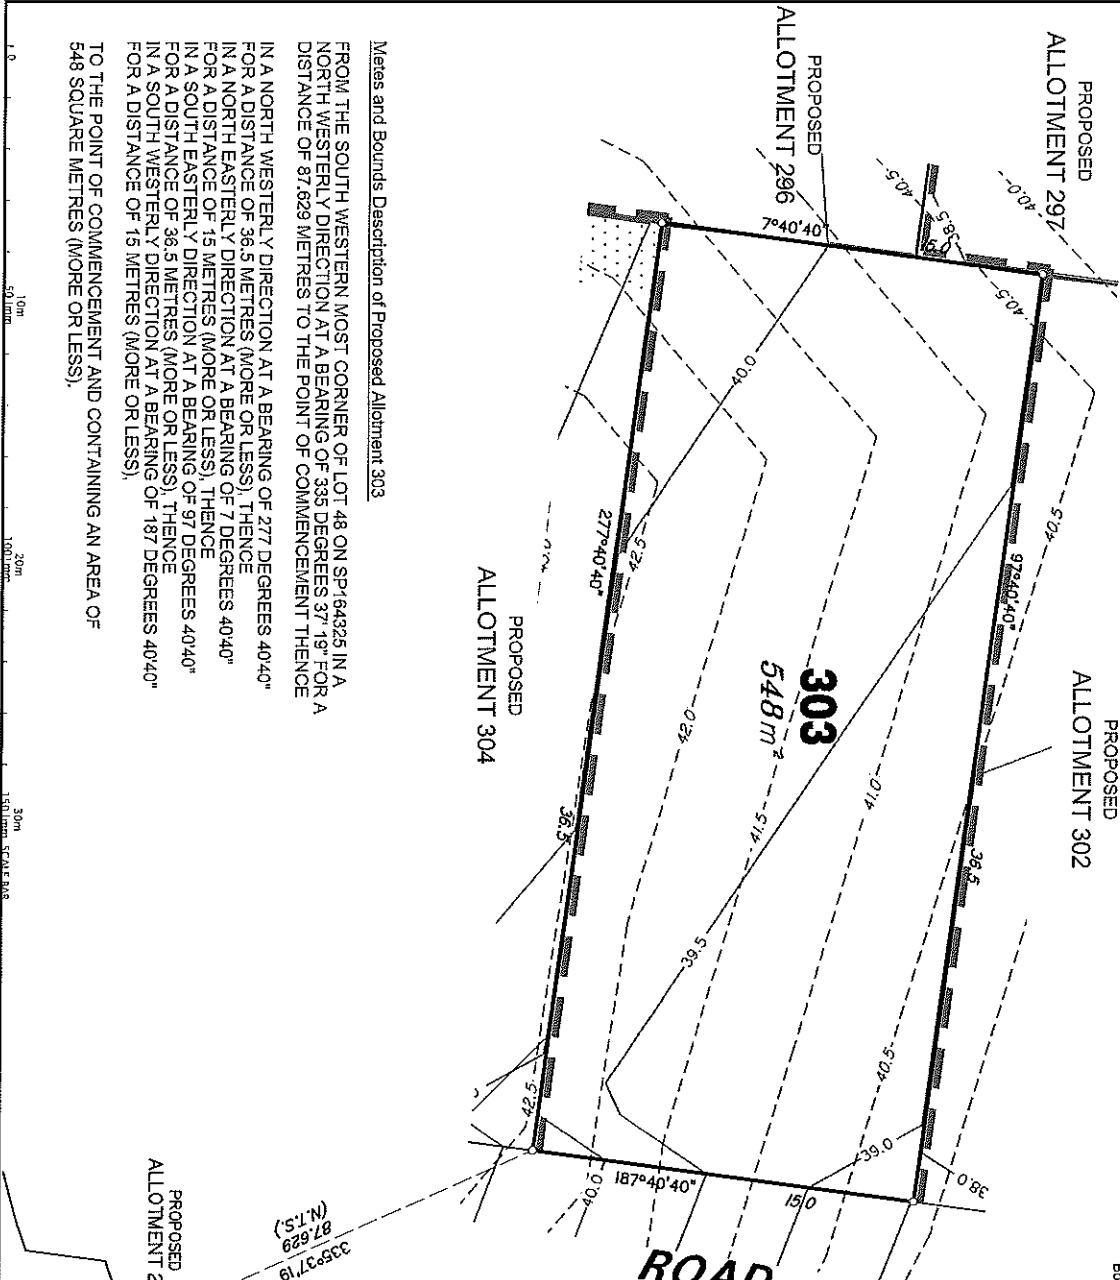 PROPOSED
ALLOTMENT 297
PROPOSED
ALLOTMENT 296
PROPOSED
ALLOTMENT 302
PROPOSED
ALLOTMENT 304
303
548 m²
7°40'40"
15.0
97°40'40"
36.5
277°40'40"
36.5
187°40'40"
15.0
40.0
40.5
38.5
40.5
40.0
40.5
42.5
42.0
41.5
41.0
40.5
39.5
39.0
38.0
42.5
40.0
ROAD
335°37'19
87.629
(N.T.S.)
PROPOSED
ALLOTMENT 2
Metes and Bounds Description of Proposed Allotment 303
FROM THE SOUTH WESTERN MOST CORNER OF LOT 48 ON SP164325 IN A
NORTH WESTERLY DIRECTION AT A BEARING OF 335 DEGREES 37' 19" FOR A
DISTANCE OF 87.629 METRES TO THE POINT OF COMMENCEMENT THENCE
IN A NORTH WESTERLY DIRECTION AT A BEARING OF 277 DEGREES 40'40"
FOR A DISTANCE OF 36.5 METRES (MORE OR LESS), THENCE
IN A NORTH EASTERLY DIRECTION AT A BEARING OF 7 DEGREES 40'40"
FOR A DISTANCE OF 15 METRES (MORE OR LESS), THENCE
IN A SOUTH EASTERLY DIRECTION AT A BEARING OF 97 DEGREES 40'40"
FOR A DISTANCE OF 36.5 METRES (MORE OR LESS), THENCE
IN A SOUTH WESTERLY DIRECTION AT A BEARING OF 187 DEGREES 40'40"
FOR A DISTANCE OF 15 METRES (MORE OR LESS),
TO THE POINT OF COMMENCEMENT AND CONTAINING AN AREA OF
548 SQUARE METRES (MORE OR LESS).
10m
20m
30m
50mm
100mm
150mm SCALE BAR